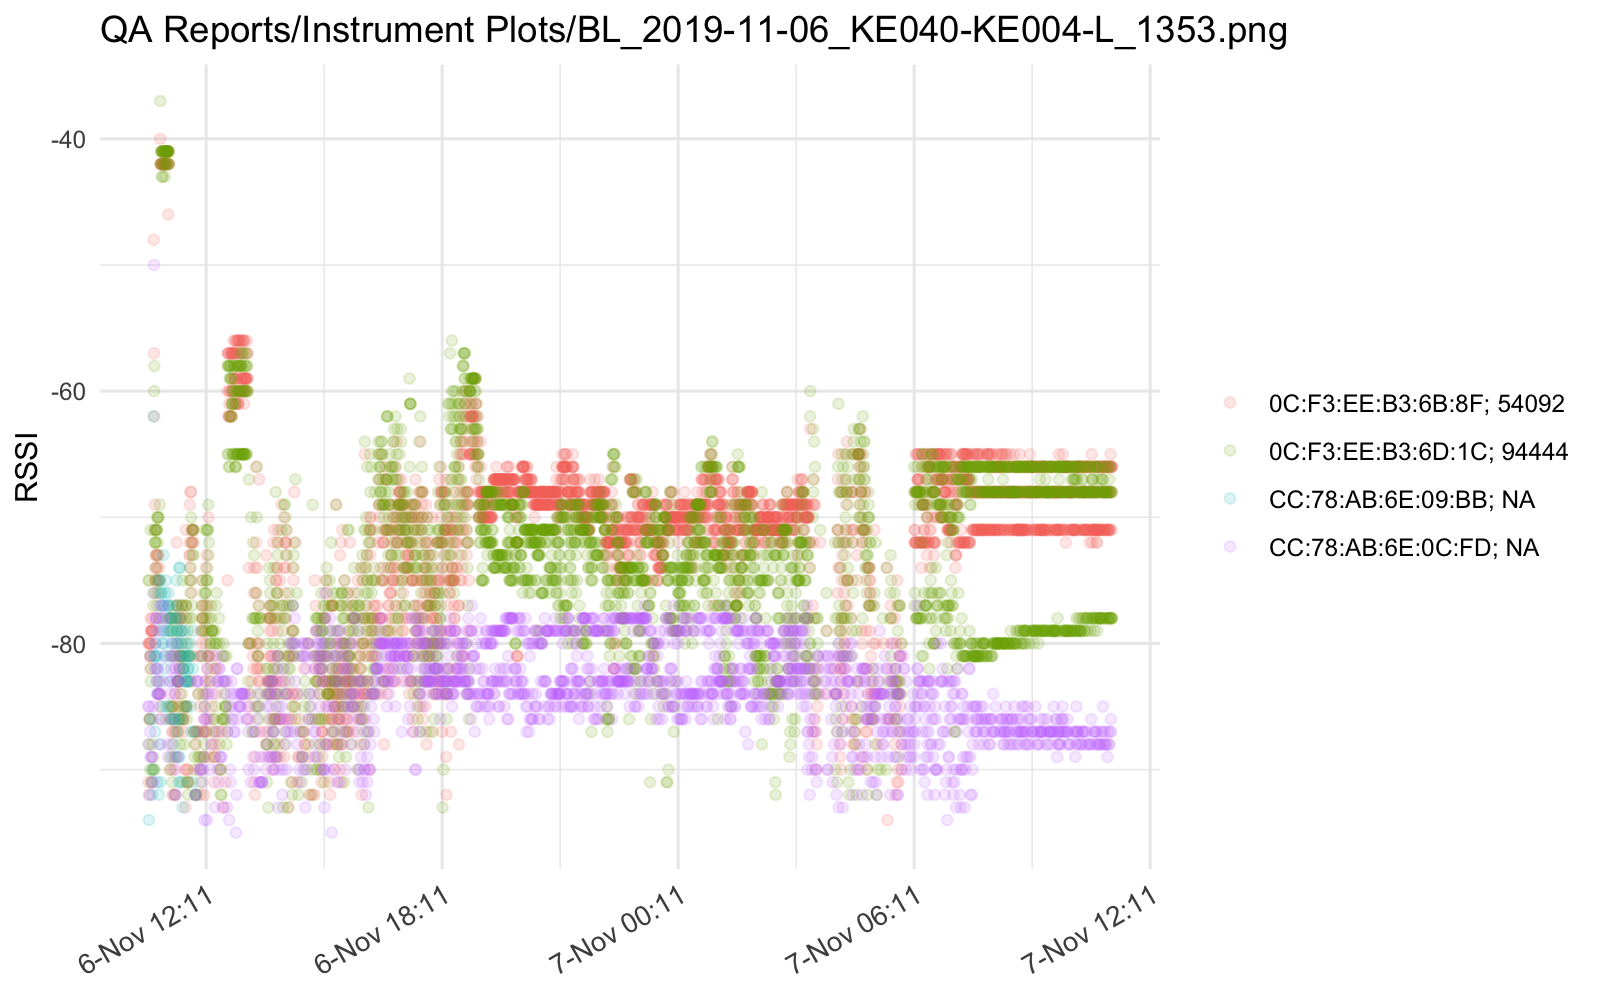 QA Reports/Instrument Plots/BL_2019-11-06_KE040-KE004-L_1353.png
-40
-60
-80
RSSI
0C:F3:EE:B3:6B:8F; 54092
0C:F3:EE:B3:6D:1C; 94444
CC:78:AB:6E:09:BB; NA
CC:78:AB:6E:0C:FD; NA
6-Nov 12:11
6-Nov 18:11
7-Nov 00:11
7-Nov 06:11
7-Nov 12:11